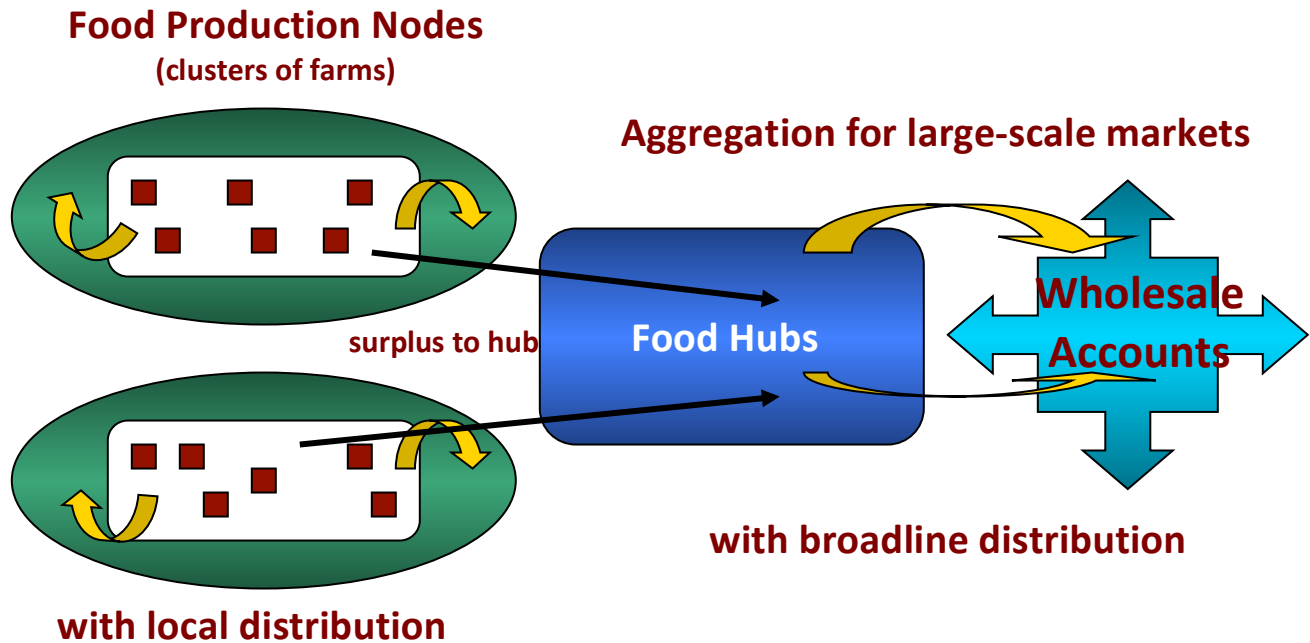 Food Production Nodes
(clusters of farms)
Aggregation for large-scale markets
surplus to hub
Food Hubs
Wholesale
Accounts
with broadline distribution
with local distribution